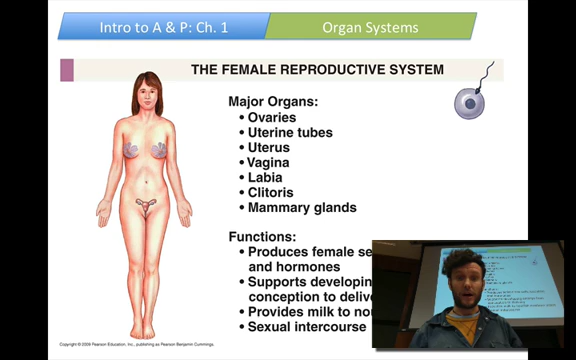 Intro to A & P: Ch. 1
Organ Systems
THE FEMALE REPRODUCTIVE SYSTEM
Major Organs:
• Ovaries
• Uterine tubes
• Uterus
• Vagina
• Labia
• Clitoris
• Mammary glands
Functions:
• Produces female se
and hormones
• Supports developin
conception to delive
• Provides milk to no
• Sexual intercourse
Copyright © 2009 Pearson Education, Inc., publishing as Pearson Benjamin Cummings.